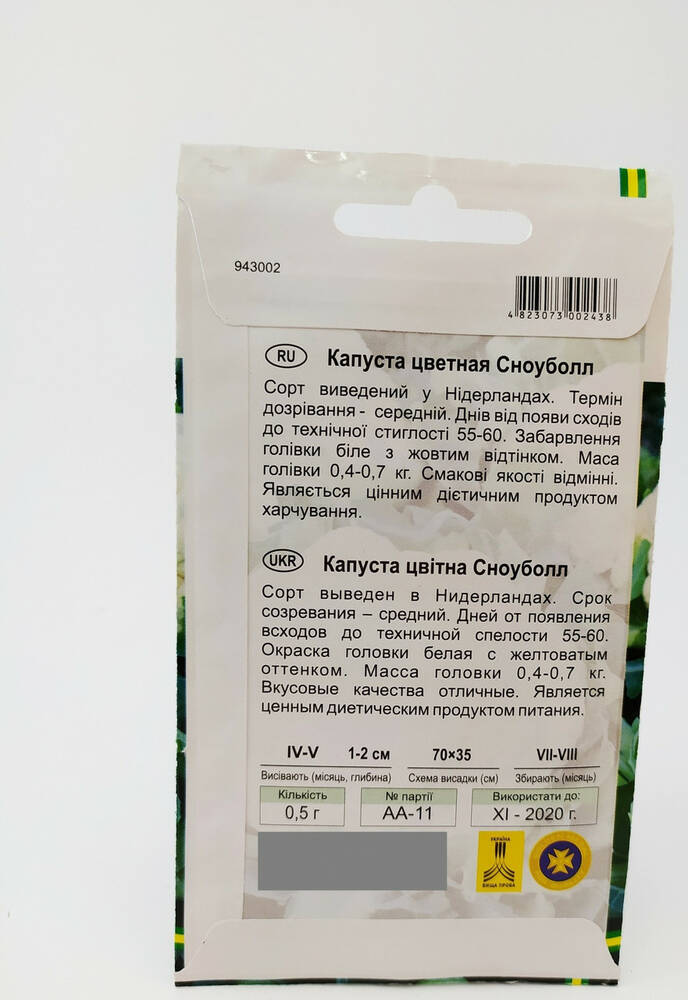 943002
4 823073 002438
RU Капуста цветная Сноуболл
Сорт виведений у Нідерландах. Термін
дозрівання - середній. Днів від появи сходів
до технічної стиглості 55-60. Забарвлення
голівки біле з жовтим відтінком. Маса
голівки 0,4-0,7 кг. Смакові якості відмінні.
Являється цінним дієтичним продуктом
харчування.
UKR Капуста цвітна Сноуболл
Сорт выведен в Нидерландах. Срок
созревания – средний. Дней от появления
всходов до техничной спелости 55-60.
Окраска головки белая с желтоватым
оттенком. Масса головки 0,4-0,7 кг.
Вкусовые качества отличные. Является
ценным диетическим продуктом питания.
IV-V 1-2 см 70×35 VII-VIII
Висівають (місяць, глибина) Схема висадки (см) Збирають (місяць)
Кількість № партії Використати до:
0,5 г АА-11 XI - 2020 г.
УКРАЇНА
ВИЩА ПРОБА